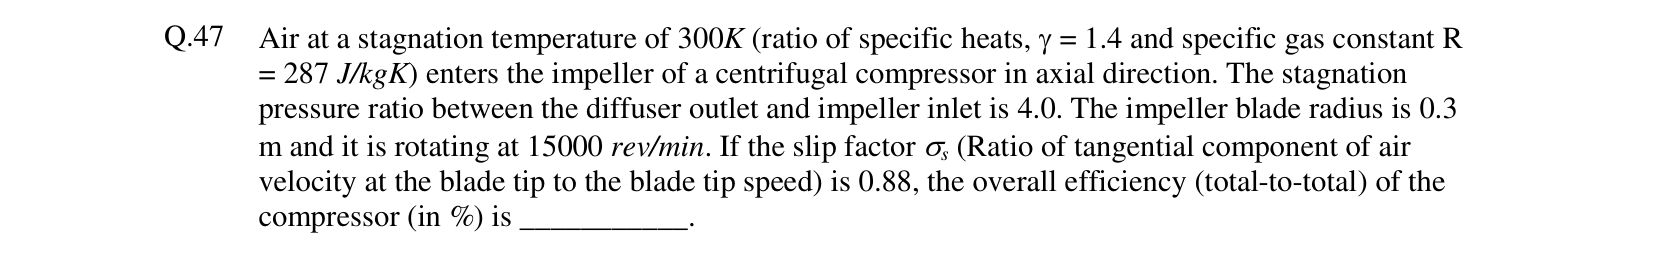 Q.47 Air at a stagnation temperature of 300K (ratio of specific heats, γ = 1.4 and specific gas constant R
= 287 J/kgK) enters the impeller of a centrifugal compressor in axial direction. The stagnation
pressure ratio between the diffuser outlet and impeller inlet is 4.0. The impeller blade radius is 0.3
m and it is rotating at 15000 rev/min. If the slip factor σₛ (Ratio of tangential component of air
velocity at the blade tip to the blade tip speed) is 0.88, the overall efficiency (total-to-total) of the
compressor (in %) is ___________.